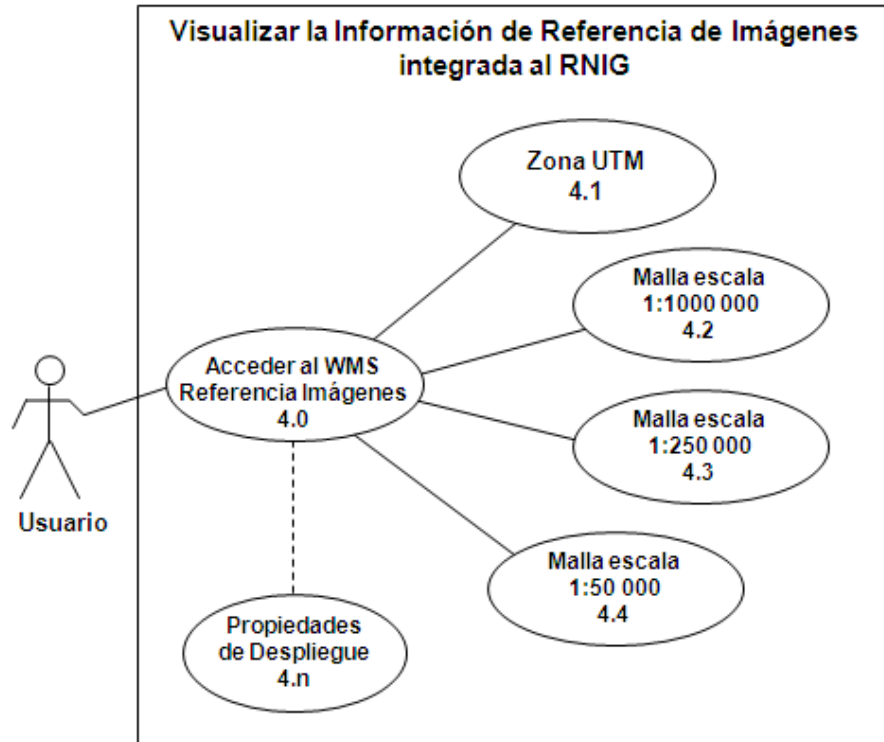 Visualizar la Información de Referencia de Imágenes
integrada al RNIG
Zona UTM
4.1
Malla escala
1:1000 000
4.2
Acceder al WMS
Referencia Imágenes
4.0
Malla escala
1:250 000
4.3
Usuario
Malla escala
1:50 000
4.4
Propiedades
de Despliegue
4.n